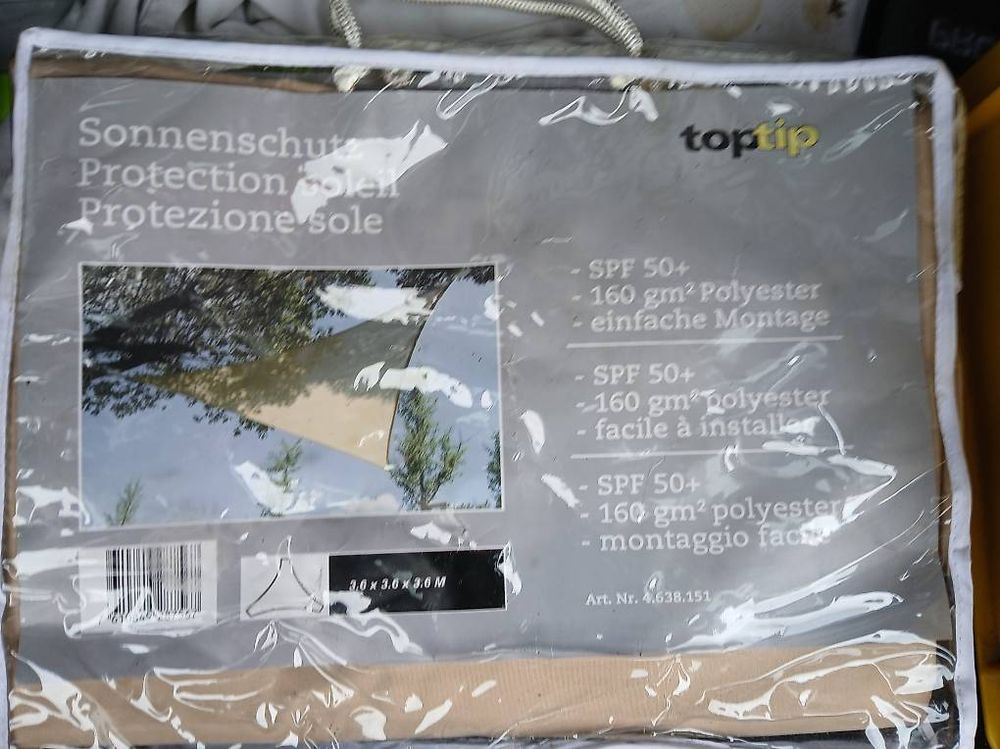 Sonnenschutz
Protection Soleil
Protezione sole
toptip
- SPF 50+
- 160 gm² Polyester
- einfache Montage
- SPF 50+
- 160 gm² polyester
- facile à installer
- SPF 50+
- 160 gm² polyester
- montaggio facile
3.6 x 3.6 x 3.6 M
Art. Nr. 4.638.151